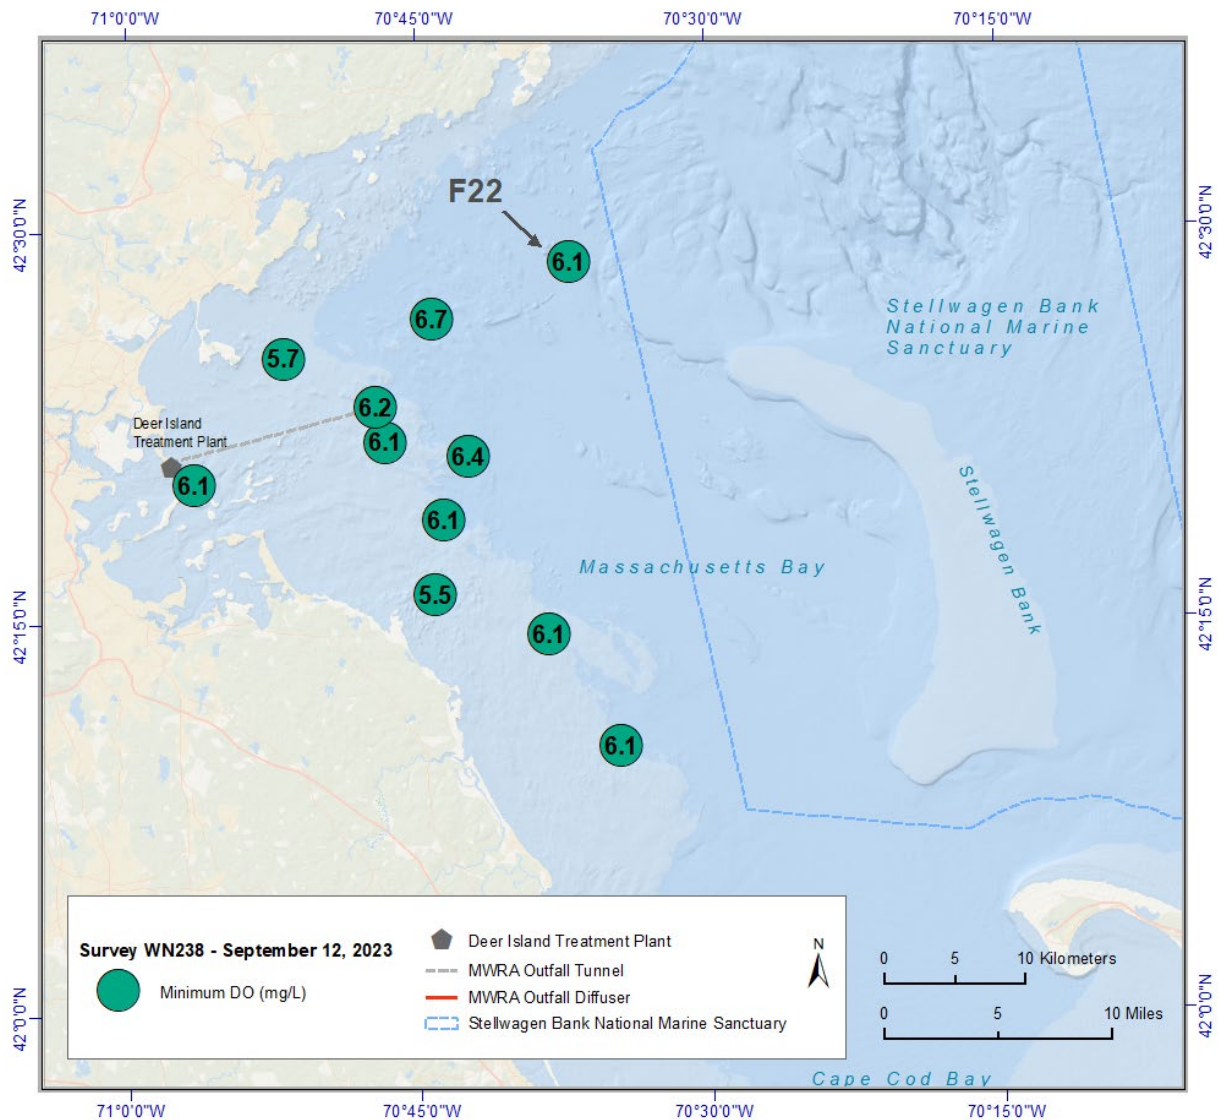 71°0'0"W
70°45'0"W
70°30'0"W
70°15'0"W
42°30'0"N
42°30'0"N
F22
6.1
6.7
5.7
6.2
6.1
6.4
6.1
6.1
5.5
6.1
6.1
Deer Island
Treatment Plant
Stellwagen Bank
National Marine
Sanctuary
Stellwagen Bank
Massachusetts Bay
42°15'0"N
42°15'0"N
Survey WN238 - September 12, 2023
Minimum DO (mg/L)
Deer Island Treatment Plant
MWRA Outfall Tunnel
MWRA Outfall Diffuser
Stellwagen Bank National Marine Sanctuary
N
0 5 10 Kilometers
0 5 10 Miles
42°0'0"N
42°0'0"N
Cape Cod Bay
71°0'0"W
70°45'0"W
70°30'0"W
70°15'0"W